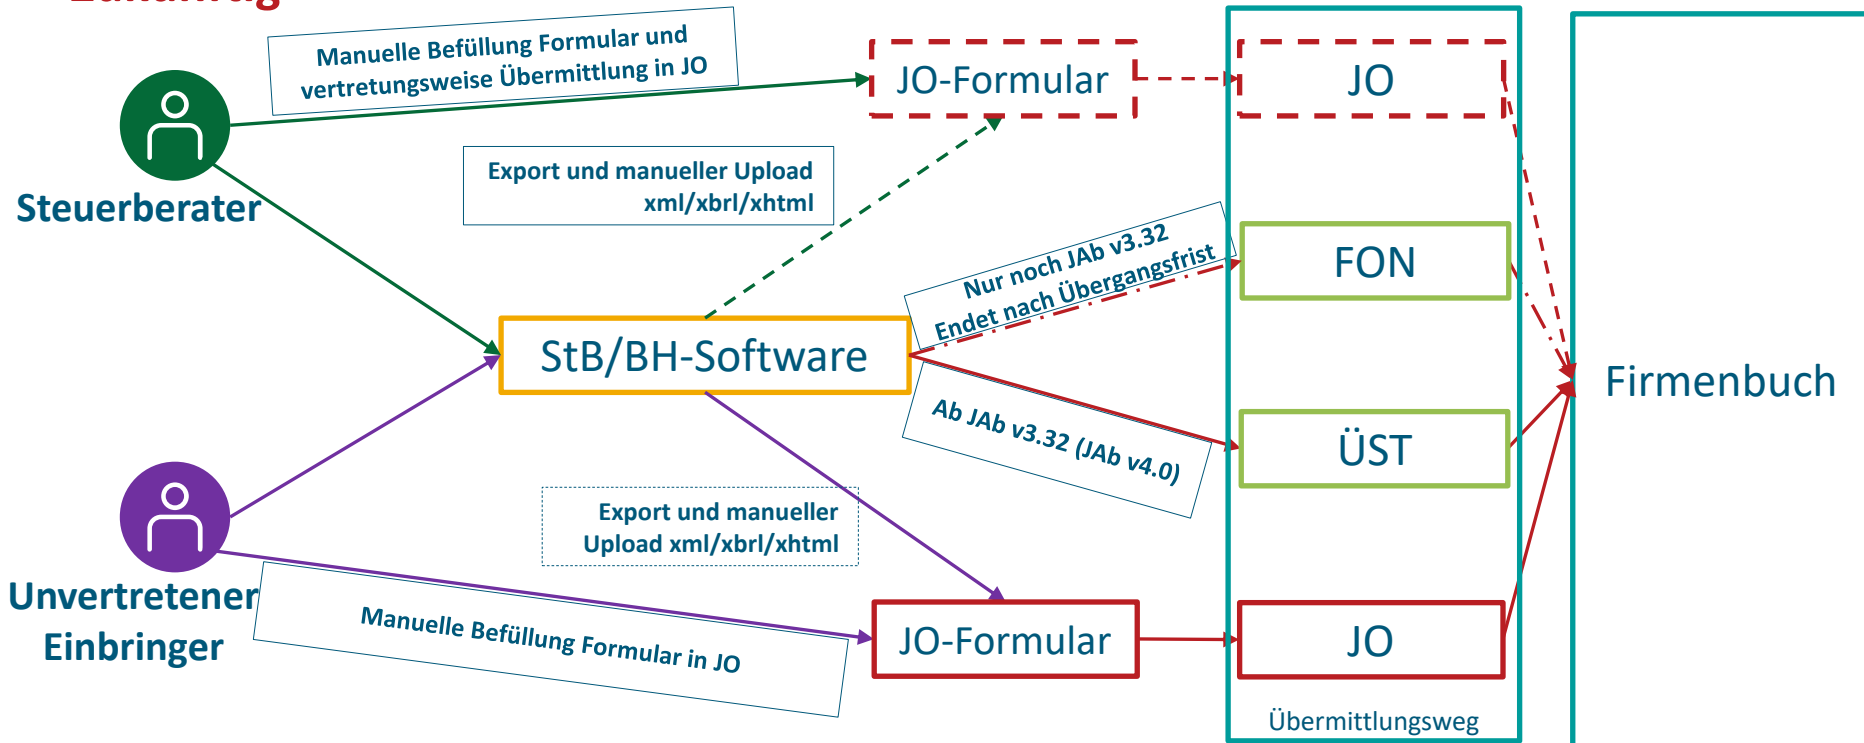 Manuelle Befüllung Formular und
vertretungsweise Übermittlung in JO
JO-Formular
JO
Steuerberater
Export und manueller Upload
xml/xbrl/xhtml
Nur noch JAb v3.32
Endet nach Übergangsfrist
FON
StB/BH-Software
Firmenbuch
Ab JAb v3.32 (JAb v4.0)
ÜST
Export und manueller
Upload xml/xbrl/xhtml
Unvertretener
Einbringer
Manuelle Befüllung Formular in JO
JO-Formular
JO
Übermittlungsweg